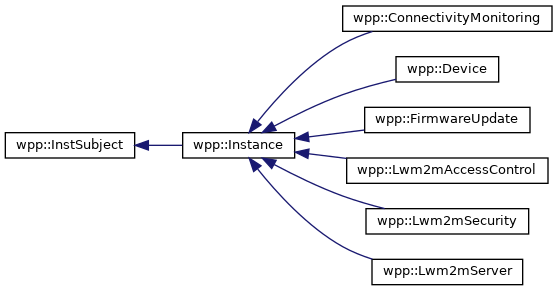 wpp::ConnectivityMonitoring
wpp::Device
wpp::FirmwareUpdate
wpp::InstSubject
wpp::Instance
wpp::Lwm2mAccessControl
wpp::Lwm2mSecurity
wpp::Lwm2mServer